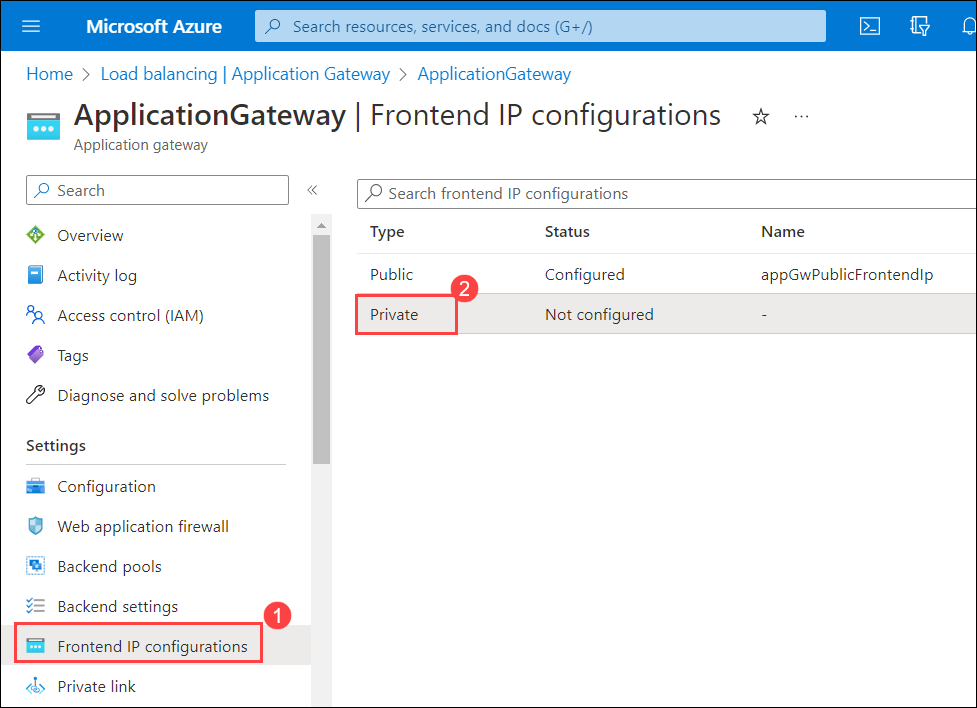 Microsoft Azure
Search resources, services, and docs (G+/)
Home > Load balancing | Application Gateway > ApplicationGateway
ApplicationGateway | Frontend IP configurations
Application gateway
Search
Overview
Activity log
Access control (IAM)
Tags
Diagnose and solve problems
Settings
Configuration
Web application firewall
Backend pools
Backend settings
1
Frontend IP configurations
Private link
Search frontend IP configurations
Type Status Name
Public Configured appGwPublicFrontendIp
2
Private Not configured -